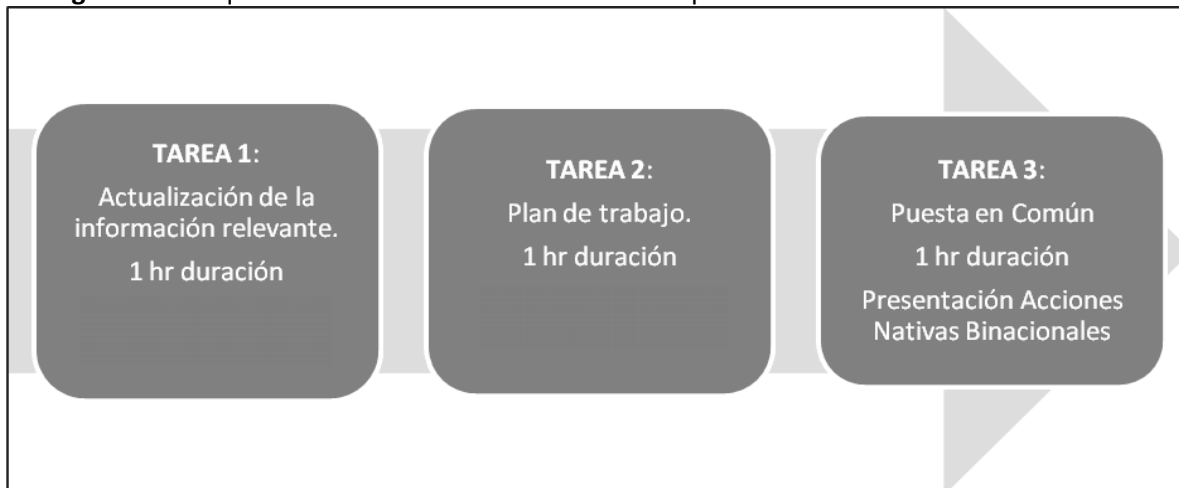 TAREA 1:
Actualización de la
información relevante.
1 hr duración
TAREA 2:
Plan de trabajo.
1 hr duración
TAREA 3:
Puesta en Común
1 hr duración
Presentación Acciones
Nativas Binacionales